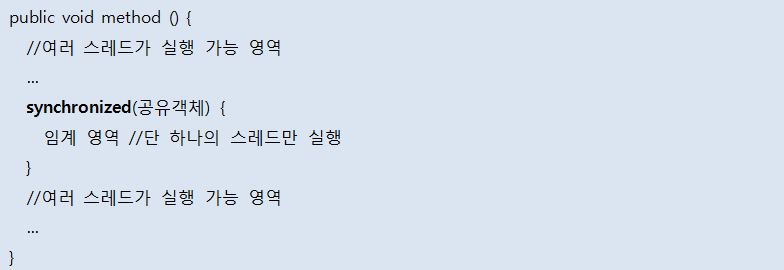 public void method () {
//여러 스레드가 실행 가능 영역
...
synchronized(공유객체) {
임계 영역 //단 하나의 스레드만 실행
}
//여러 스레드가 실행 가능 영역
...
}